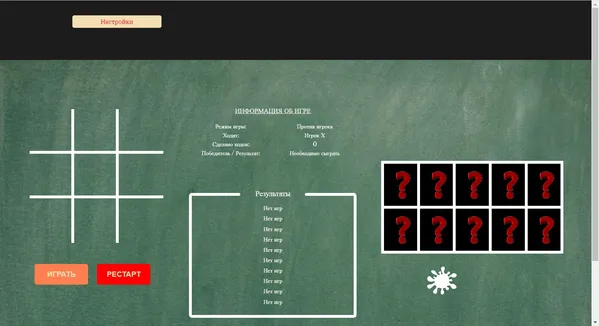 Настройки
ИНФОРМАЦИЯ ОБ ИГРЕ
Режим игры: Против игрока
Ходит: Игрок X
Сделано ходов: 0
Победитель / Результат: Необходимо сыграть
Результаты
Нет игр
Нет игр
Нет игр
Нет игр
Нет игр
Нет игр
Нет игр
Нет игр
Нет игр
Нет игр
? ? ? ? ?
? ? ? ? ?
ИГРАТЬ РЕСТАРТ